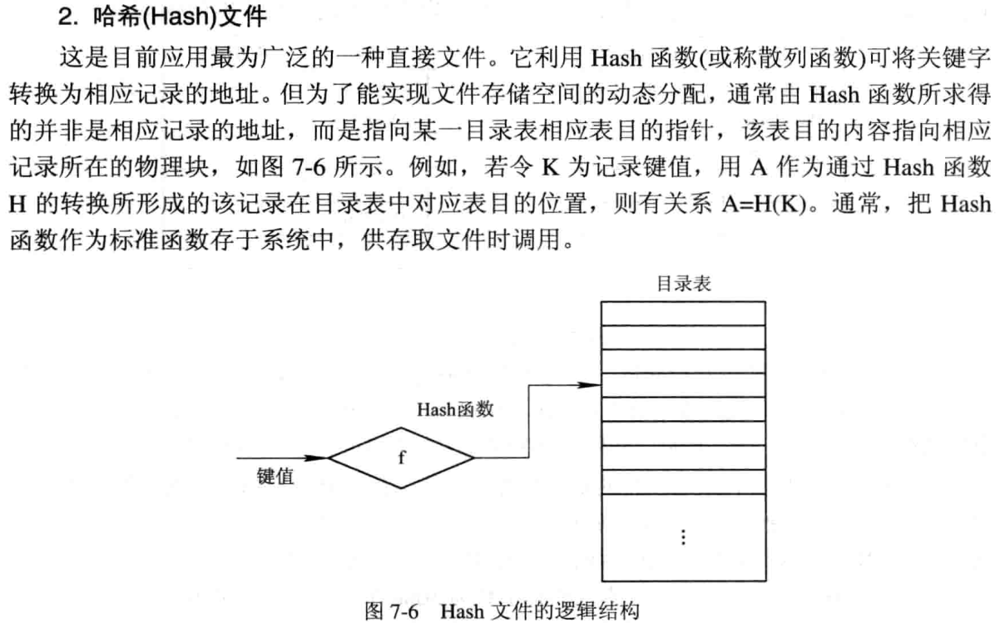 2. 哈希(Hash)文件
这是目前应用最为广泛的一种直接文件。它利用 Hash 函数(或称散列函数)可将关键字
转换为相应记录的地址。但为了能实现文件存储空间的动态分配，通常由 Hash 函数所求得
的并非是相应记录的地址，而是指向某一目录表相应表目的指针，该表目的内容指向相应
记录所在的物理块，如图 7-6 所示。例如，若令 K 为记录键值，用 A 作为通过 Hash 函数
H 的转换所形成的该记录在目录表中对应表目的位置，则有关系 A=H(K)。通常，把 Hash
函数作为标准函数存于系统中，供存取文件时调用。
目录表
Hash函数
f
键值
⋮
图 7-6 Hash 文件的逻辑结构